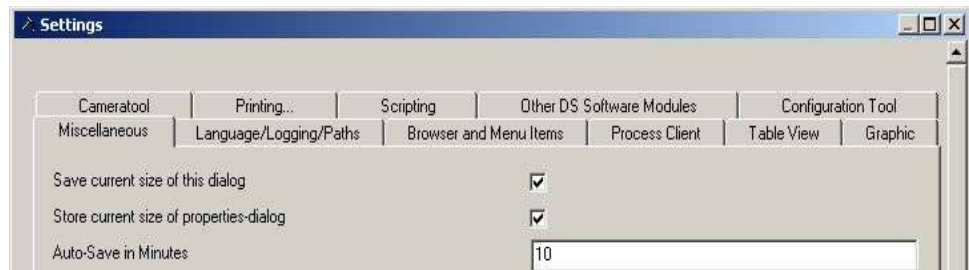 Settings
Cameratool Printing... Scripting Other DS Software Modules Configuration Tool
Miscellaneous Language/Logging/Paths Browser and Menu Items Process Client Table View Graphic
Save current size of this dialog
Store current size of properties-dialog
Auto-Save in Minutes 10